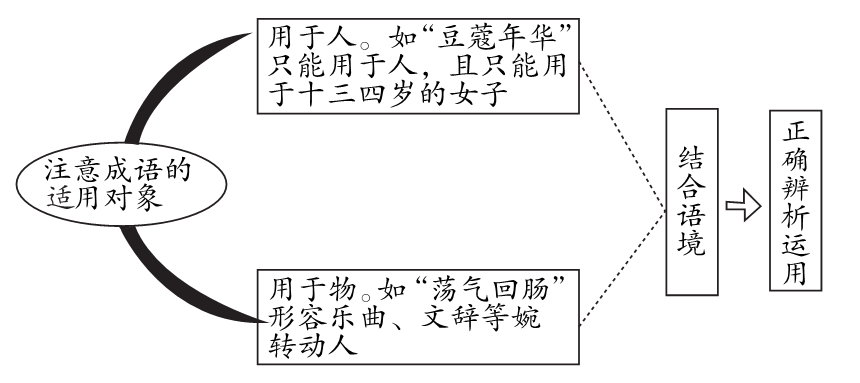 注意成语的
适用对象
用于人。如“豆蔻年华”
只能用于人，且只能用
于十三四岁的女子
用于物。如“荡气回肠”
形容乐曲、文辞等婉
转动人
结合语境
正确辨析运用